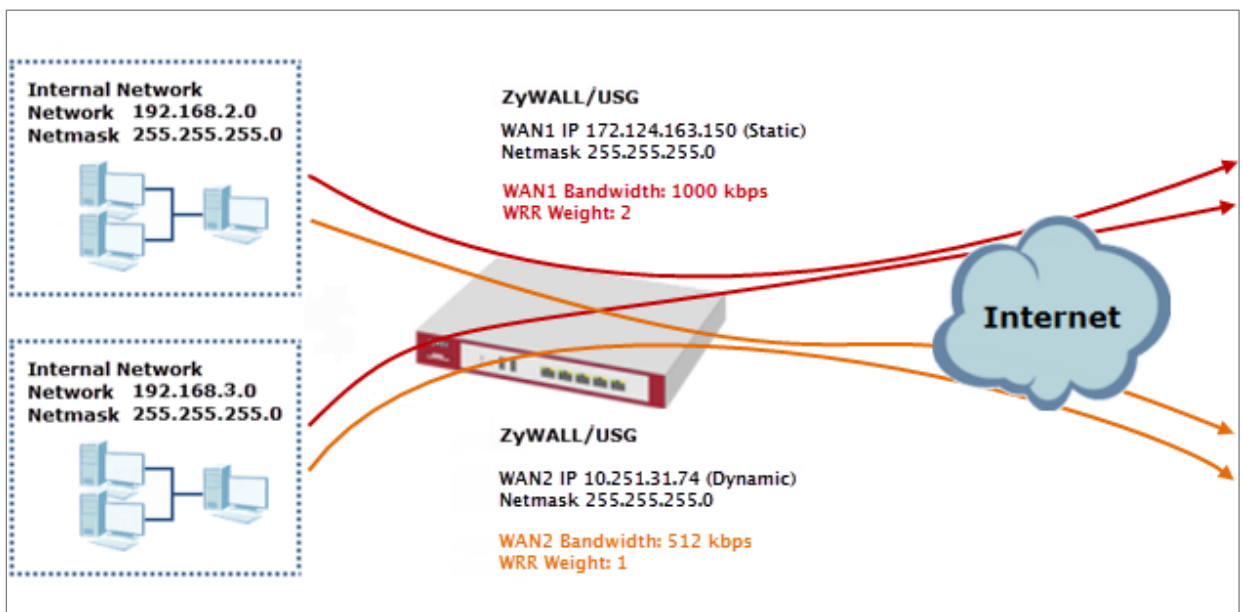 Internal Network
Network 192.168.2.0
Netmask 255.255.255.0
ZyWALL/USG
WAN1 IP 172.124.163.150 (Static)
Netmask 255.255.255.0
WAN1 Bandwidth: 1000 kbps
WRR Weight: 2
Internet
Internal Network
Network 192.168.3.0
Netmask 255.255.255.0
ZyWALL/USG
WAN2 IP 10.251.31.74 (Dynamic)
Netmask 255.255.255.0
WAN2 Bandwidth: 512 kbps
WRR Weight: 1